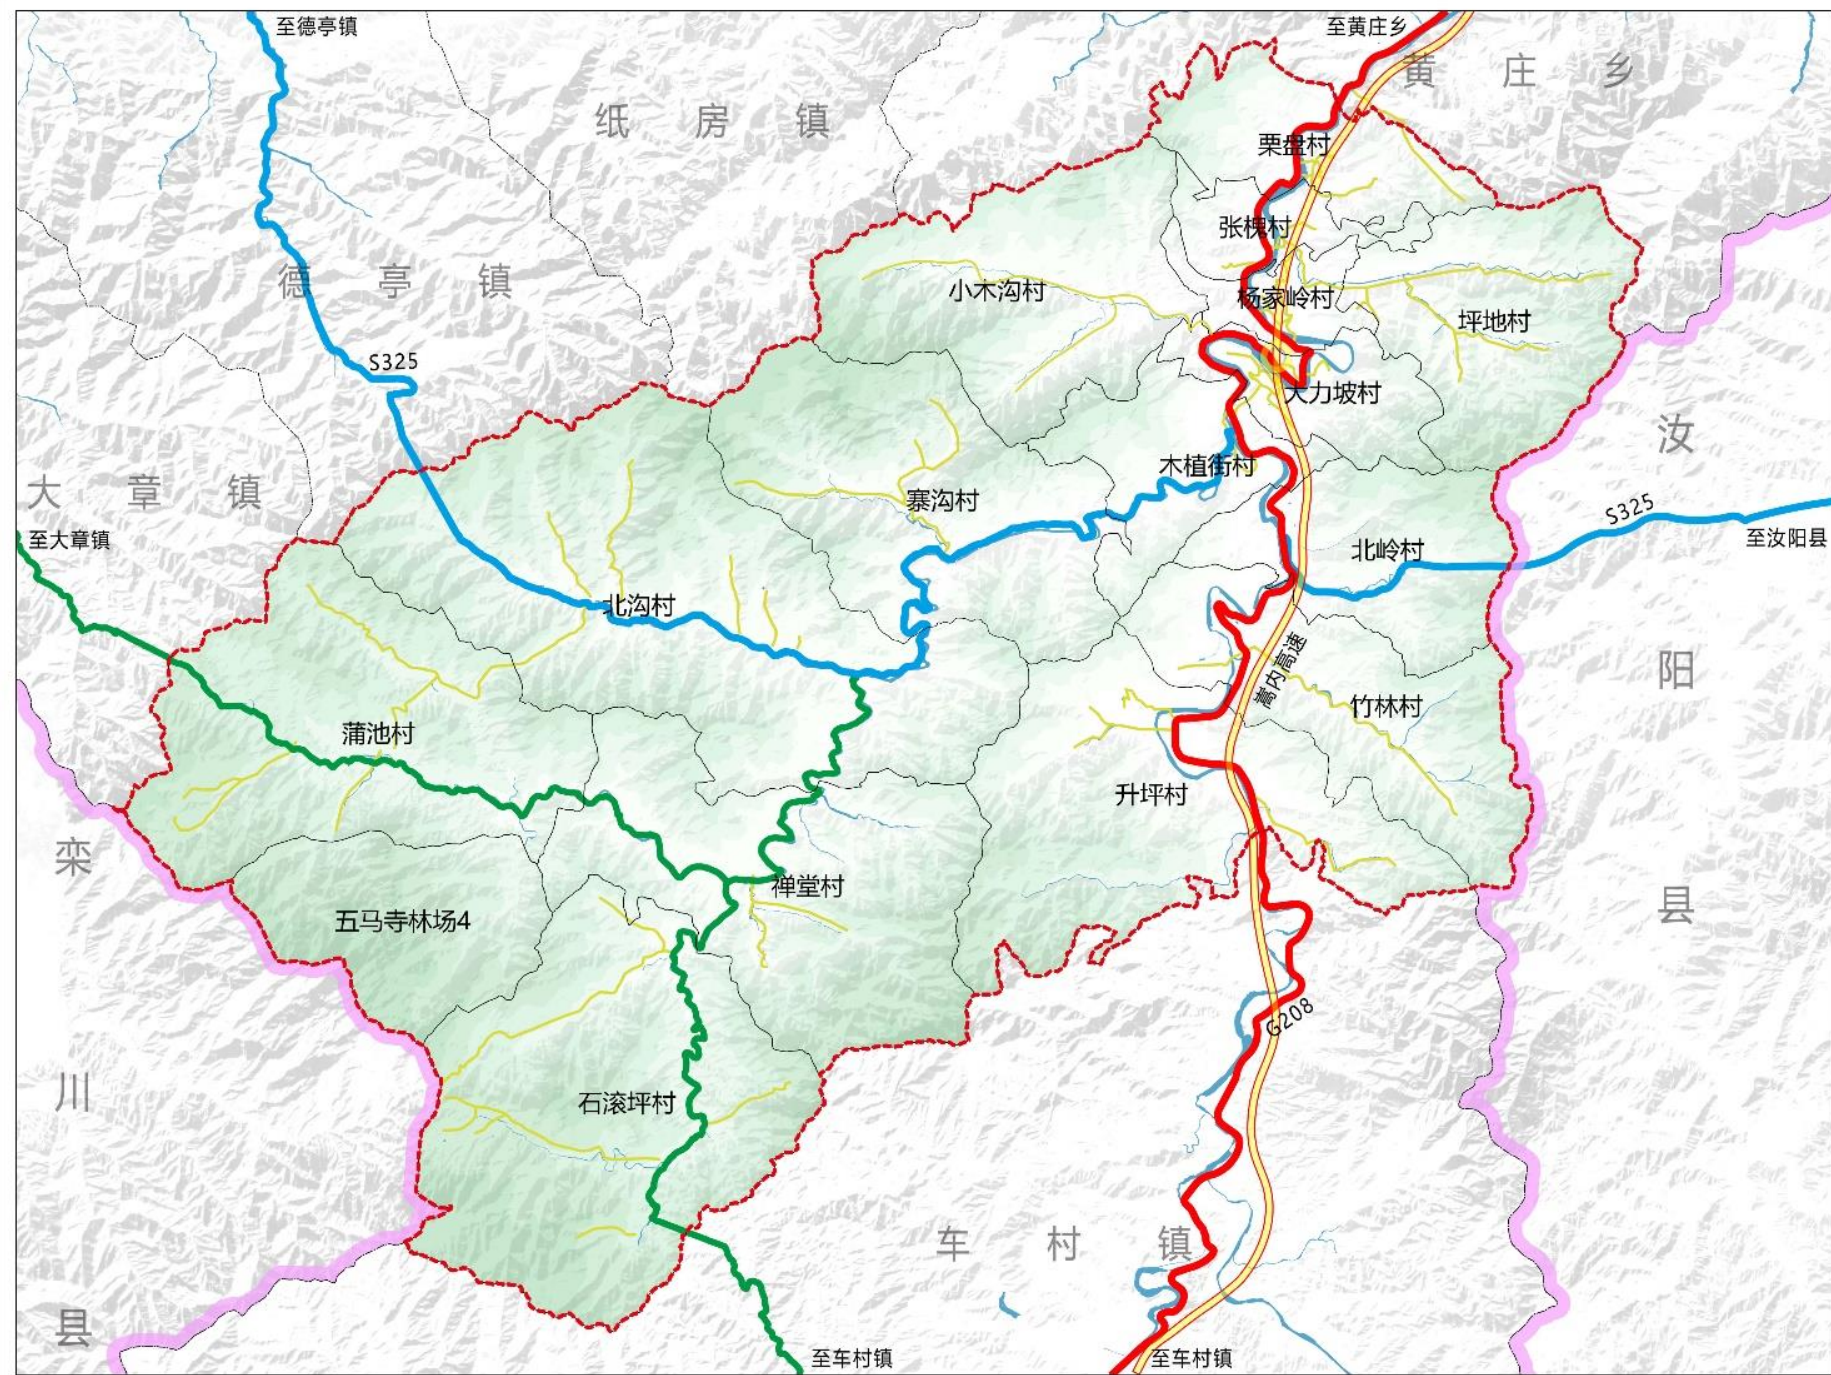 至德亭镇
至黄庄乡
黄庄乡
纸房镇
栗盘村
张槐村
德亭镇
小木沟村
杨家岭村
坪地村
S325
大力坡村
汝阳县
木植街村
大章镇
寨沟村
S325
至大章镇
至汝阳县
北岭村
北沟村
嵩内高速
竹林村
蒲池村
升坪村
栾川县
禅堂村
五马寺林场4
G208
石滚坪村
车村镇
至车村镇
至车村镇